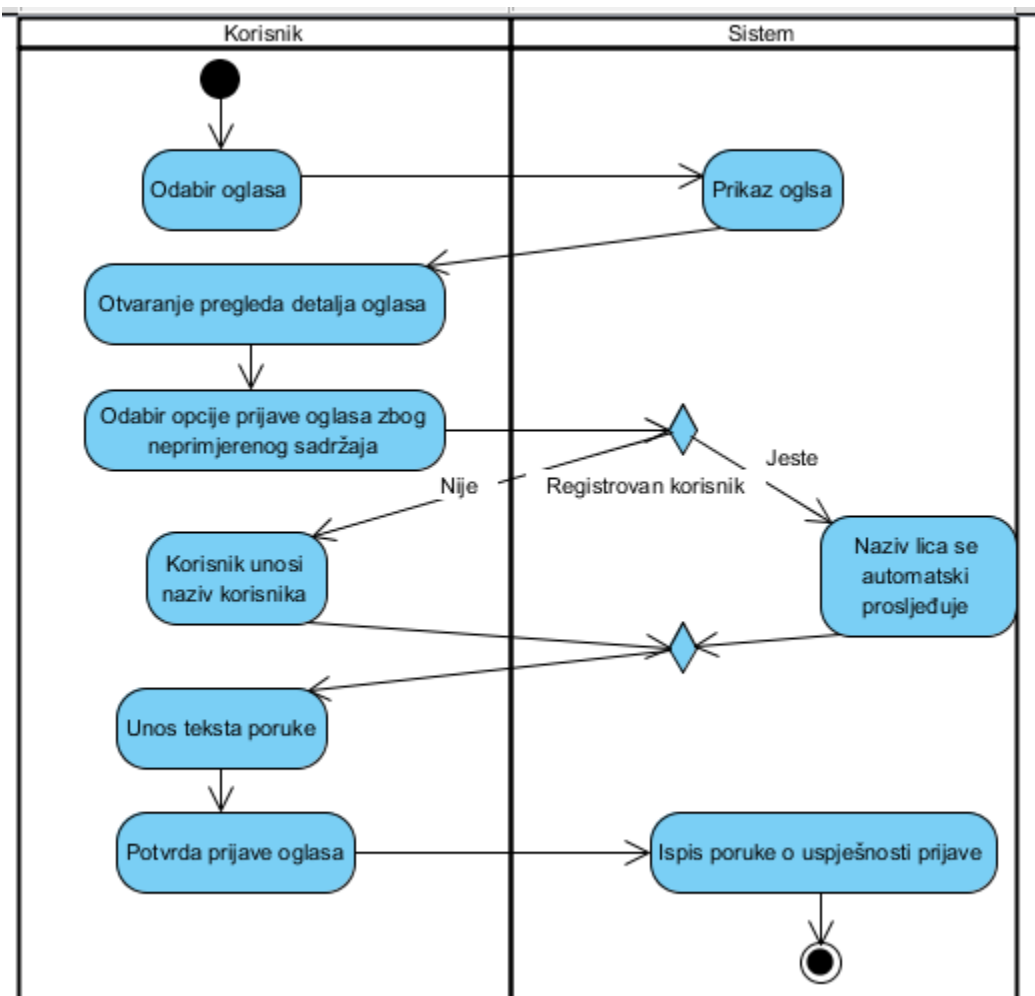 Korisnik
Sistem
Odabir oglasa
Prikaz oglsa
Otvaranje pregleda detalja oglasa
Odabir opcije prijave oglasa zbog
neprimjerenog sadržaja
Jeste
Nije
Registrovan korisnik
Korisnik unosi
naziv korisnika
Naziv lica se
automatski
prosljeđuje
Unos teksta poruke
Potvrda prijave oglasa
Ispis poruke o uspješnosti prijave